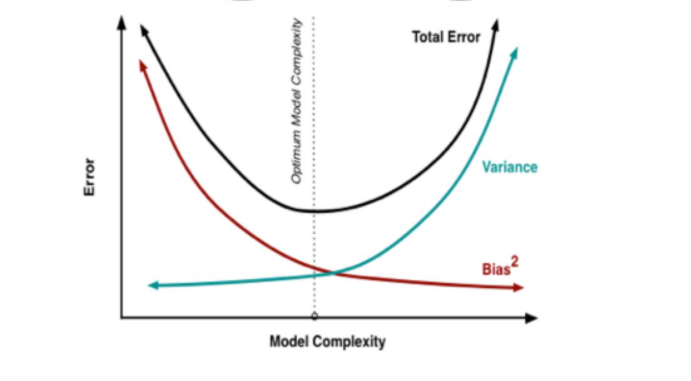 Total Error
Optimum Model Complexity
Variance
Error
Bias²
Model Complexity